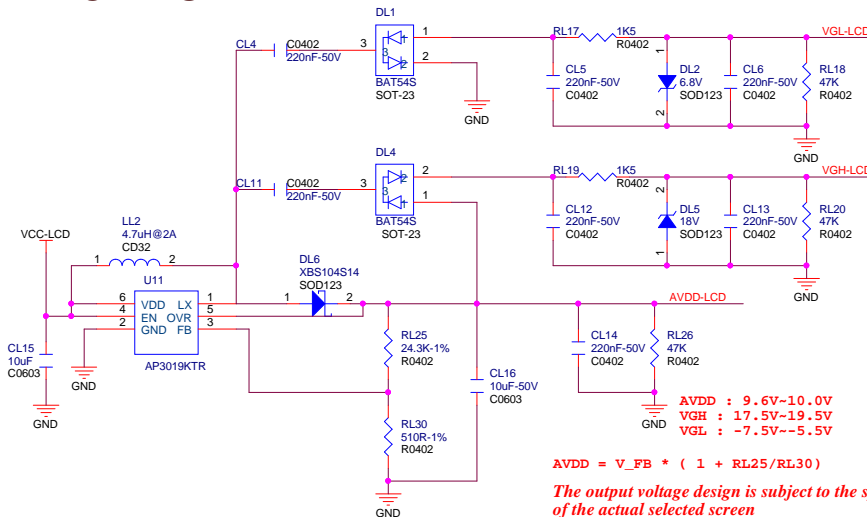 DL1
CL4
C0402
220nF-50V
3
1
2
3
BAT54S
SOT-23
GND
RL17
1K5
R0402
VGL-LCD
CL5
220nF-50V
C0402
1
DL2
6.8V
SOD123
2
CL6
220nF-50V
C0402
RL18
47K
R0402
GND
DL4
CL11
C0402
220nF-50V
3
2
1
3
BAT54S
SOT-23
RL19
1K5
R0402
VGH-LCD
CL12
220nF-50V
C0402
2
DL5
18V
SOD123
1
CL13
220nF-50V
C0402
RL20
47K
R0402
GND
VCC-LCD
LL2
4.7uH@2A
CD32
1
2
U11
6
4
2
VDD LX
EN OVR
GND FB
1
5
3
AP3019KTR
CL15
10uF
C0603
GND
GND
DL6
XBS104S14
SOD123
1
2
AVDD-LCD
RL25
24.3K-1%
R0402
RL30
510R-1%
R0402
GND
CL16
10uF-50V
C0603
CL14
220nF-50V
C0402
RL26
47K
R0402
GND
AVDD : 9.6V~10.0V
VGH : 17.5V~19.5V
VGL : -7.5V~-5.5V
AVDD = V_FB * ( 1 + RL25/RL30)
The output voltage design is subject to the
of the actual selected screen